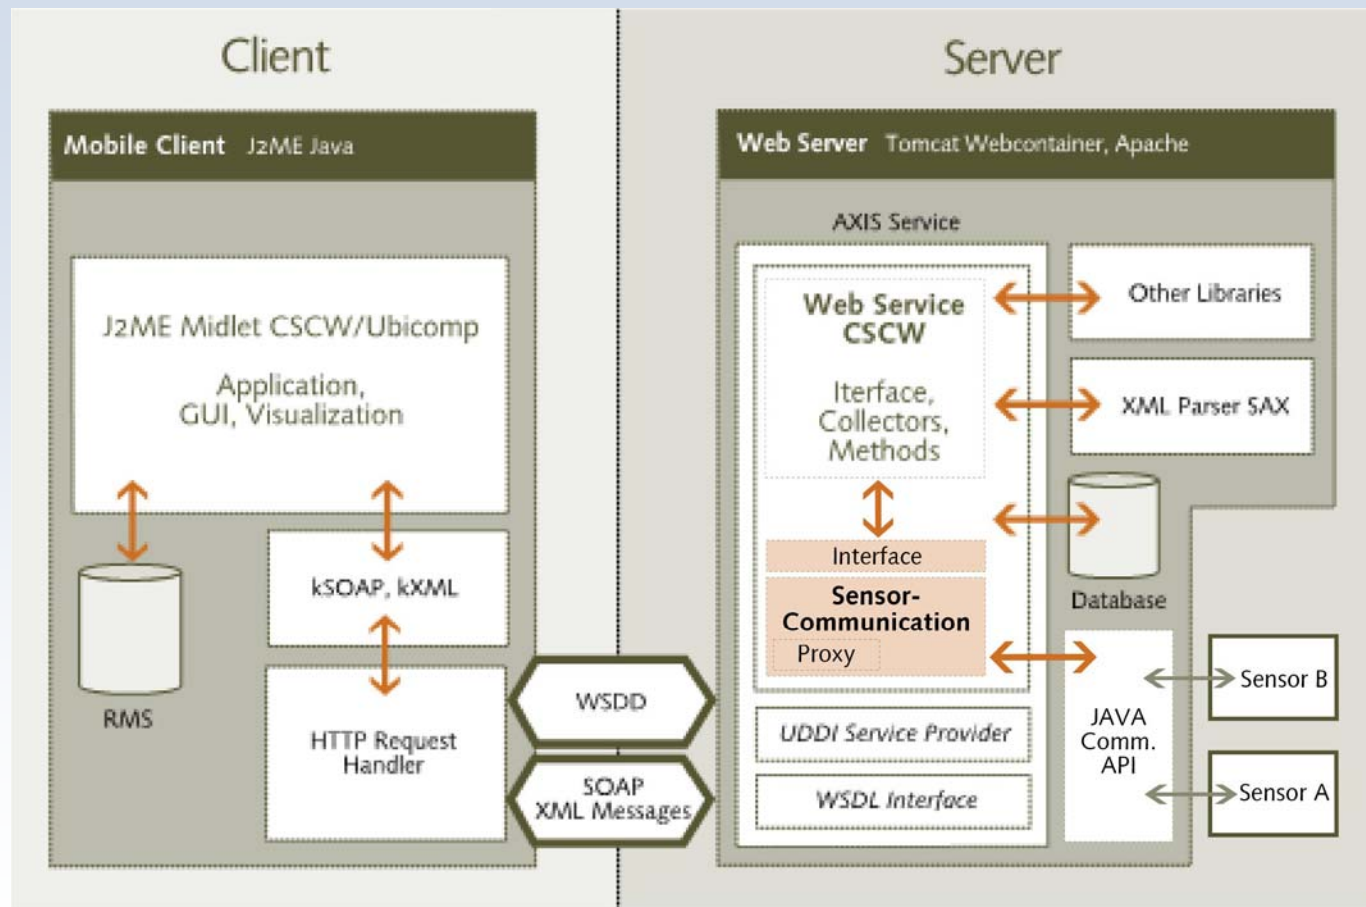 Client
Server
Mobile Client J2ME Java
J2ME Midlet CSCW/Ubicomp
Application,
GUI, Visualization
RMS
kSOAP, kXML
HTTP Request
Handler
WSDD
SOAP
XML Messages
Web Server Tomcat Webcontainer, Apache
AXIS Service
Web Service
CSCW
Iterface,
Collectors,
Methods
Interface
Sensor-
Communication
Proxy
UDDI Service Provider
WSDL Interface
Other Libraries
XML Parser SAX
Database
JAVA
Comm.
API
Sensor B
Sensor A